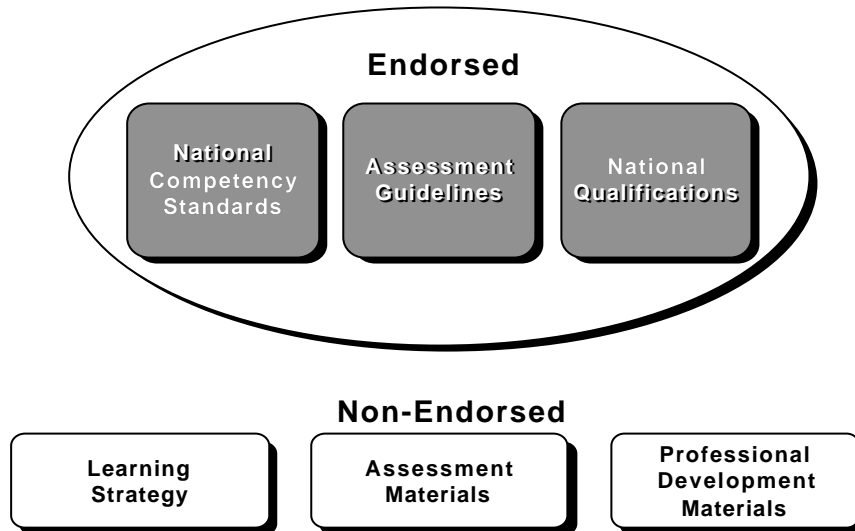 Endorsed
National
Competency
Standards
Assessment
Guidelines
National
Qualifications
Non-Endorsed
Learning
Strategy
Assessment
Materials
Professional
Development
Materials